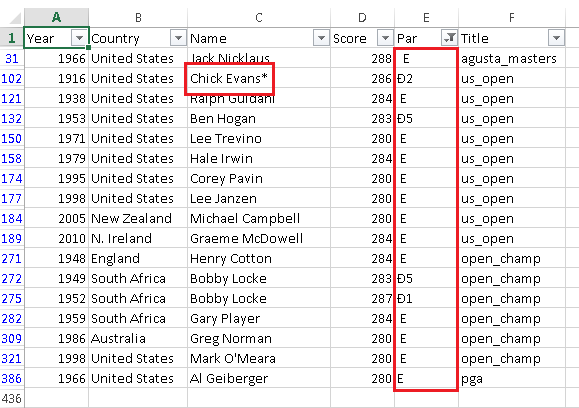 A B C D E F
1 Year Country Name Score Par Title
31 1966 United States Jack Nicklaus 288 E agusta_masters
102 1916 United States Chick Evans* 286 Đ2 us_open
121 1938 United States Ralph Guldahl 284 E us_open
132 1953 United States Ben Hogan 283 Đ5 us_open
150 1971 United States Lee Trevino 280 E us_open
158 1979 United States Hale Irwin 284 E us_open
174 1995 United States Corey Pavin 280 E us_open
177 1998 United States Lee Janzen 280 E us_open
184 2005 New Zealand Michael Campbell 280 E us_open
189 2010 N. Ireland Graeme McDowell 284 E us_open
271 1948 England Henry Cotton 284 E open_champ
272 1949 South Africa Bobby Locke 283 Đ5 open_champ
275 1952 South Africa Bobby Locke 287 Đ1 open_champ
282 1959 South Africa Gary Player 284 E open_champ
309 1986 Australia Greg Norman 280 E open_champ
321 1998 United States Mark O'Meara 280 E open_champ
386 1966 United States Al Geiberger 280 E pga
436